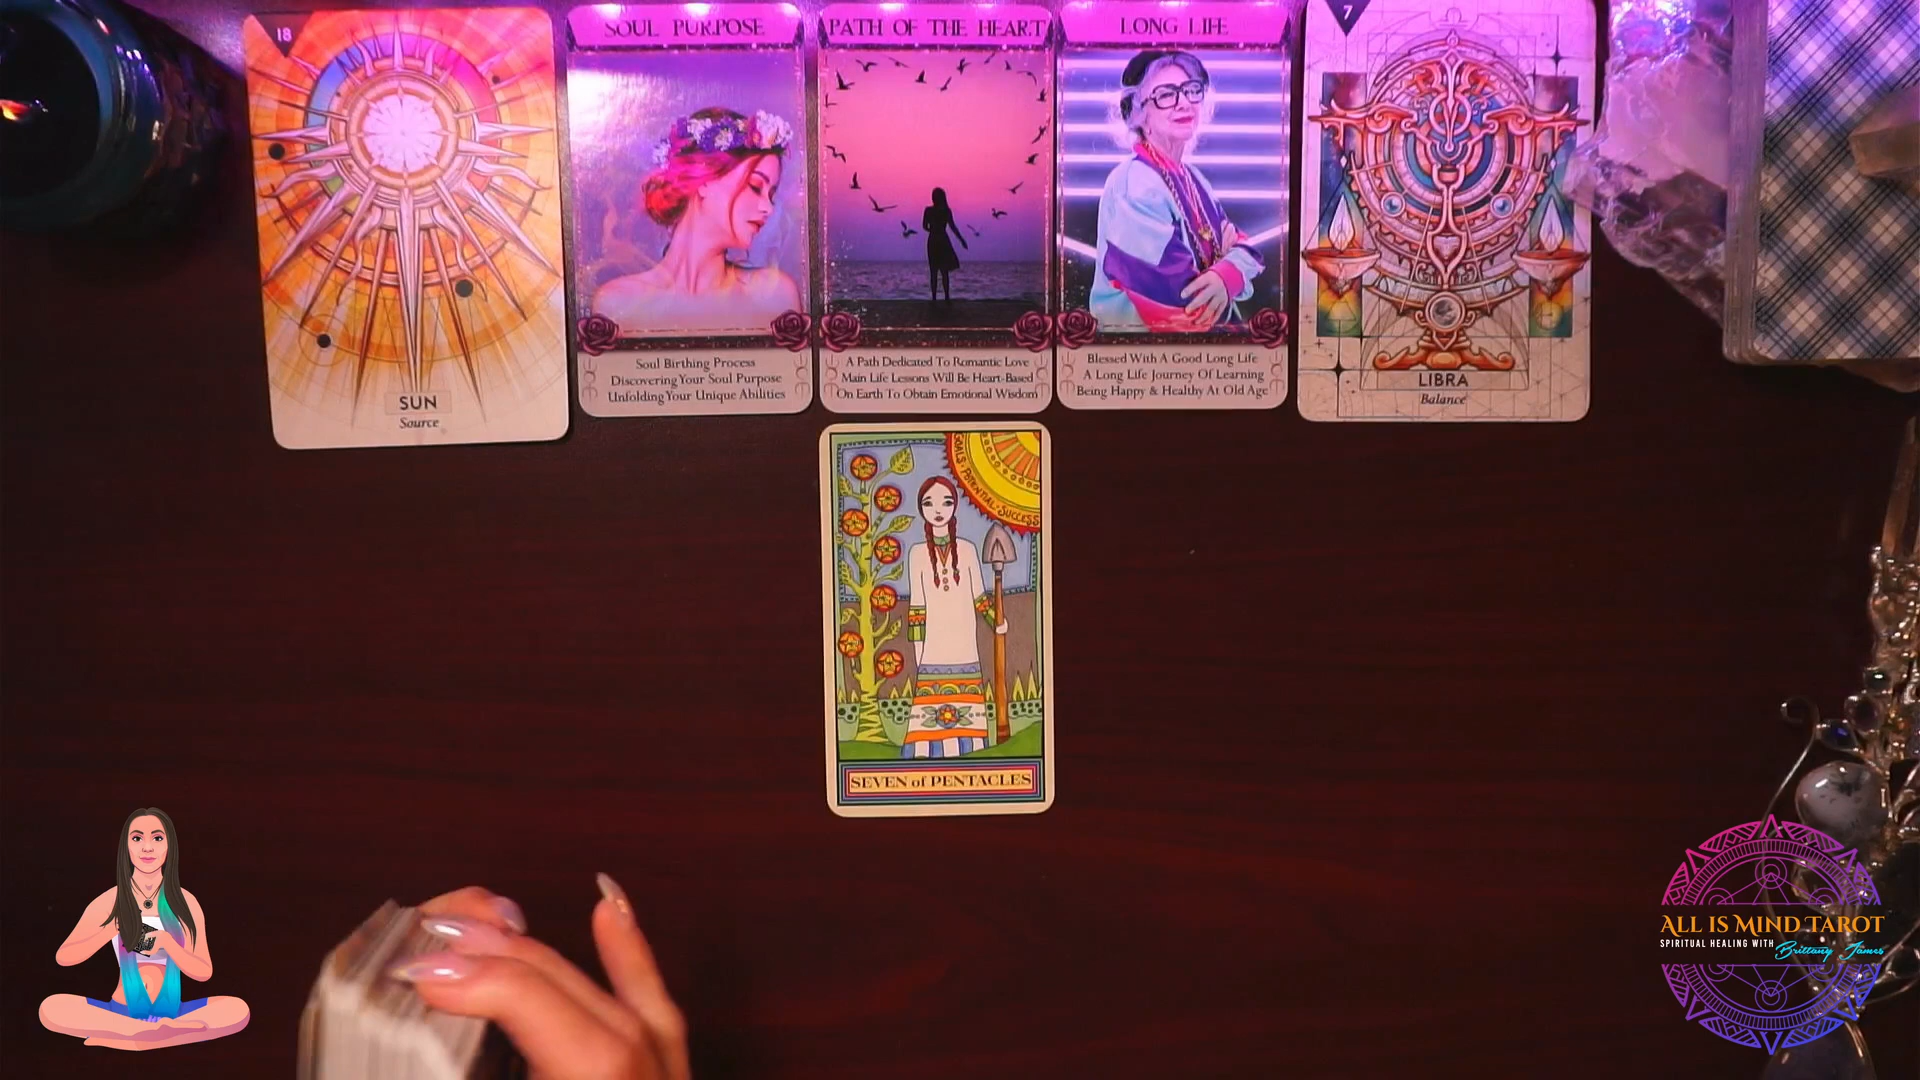 18
SUN
Source
SOUL PURPOSE
Soul Birthing Process
Discovering Your Soul Purpose
Unfolding Your Unique Abilities
PATH OF THE HEART
A Path Dedicated To Romantic Love
Main Life Lessons Will Be Heart-Based
On Earth To Obtain Emotional Wisdom
LONG LIFE
Blessed With A Good Long Life
A Long Life Journey Of Learning
Being Happy & Healthy At Old Age
7
LIBRA
Balance
GOALS · POTENTIAL · SUCCESS
SEVEN of PENTACLES
ALL IS MIND TAROT
SPIRITUAL HEALING WITH Brittany James